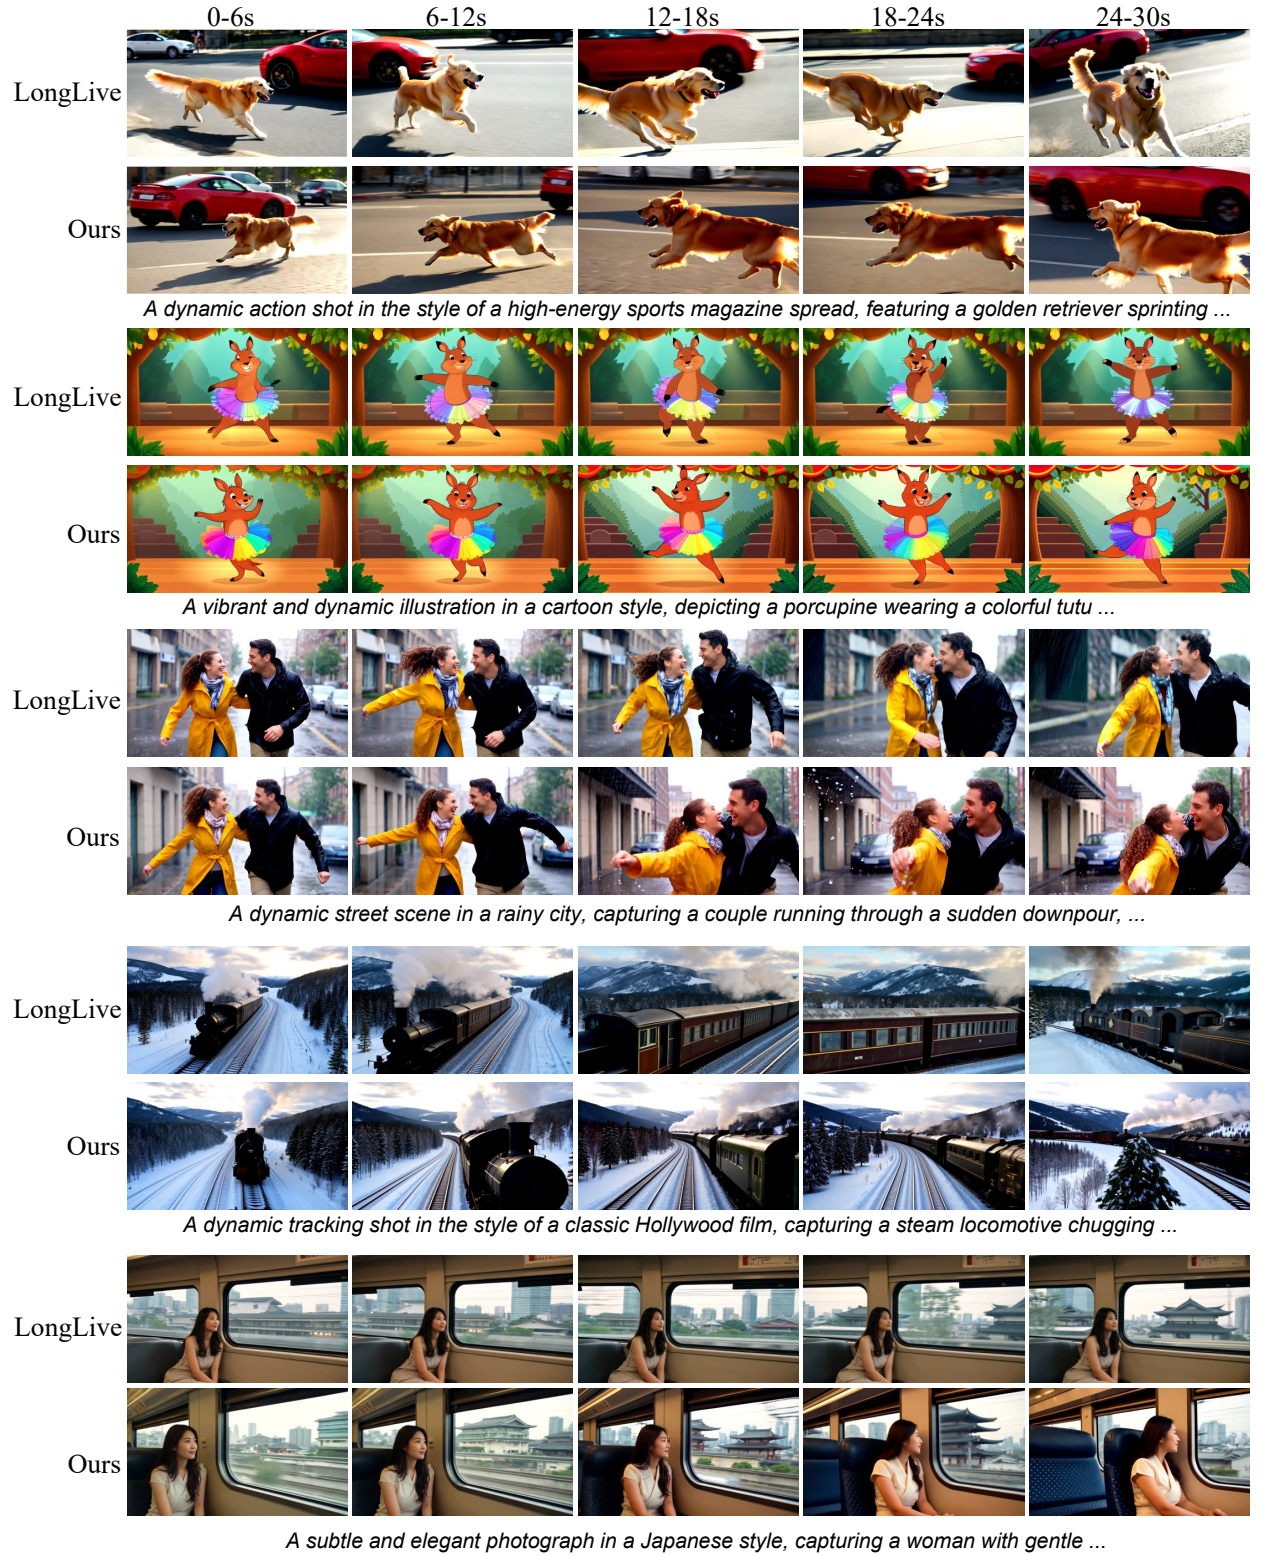 0-6s 6-12s 12-18s 18-24s 24-30s
LongLive
Ours
A dynamic action shot in the style of a high-energy sports magazine spread, featuring a golden retriever sprinting ...
LongLive
Ours
A vibrant and dynamic illustration in a cartoon style, depicting a porcupine wearing a colorful tutu ...
LongLive
Ours
A dynamic street scene in a rainy city, capturing a couple running through a sudden downpour, ...
LongLive
Ours
A dynamic tracking shot in the style of a classic Hollywood film, capturing a steam locomotive chugging ...
LongLive
Ours
A subtle and elegant photograph in a Japanese style, capturing a woman with gentle ...